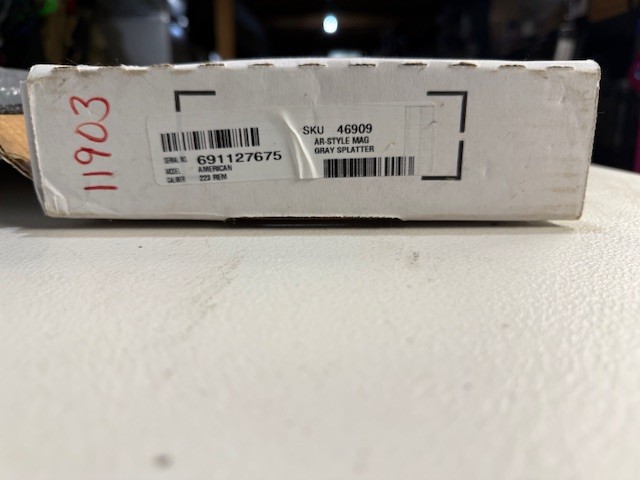 11903
SERIAL NO. 691127675
MODEL AMERICAN
CALIBER 223 REM
SKU 46909
AR-STYLE MAG
GRAY SPLATTER